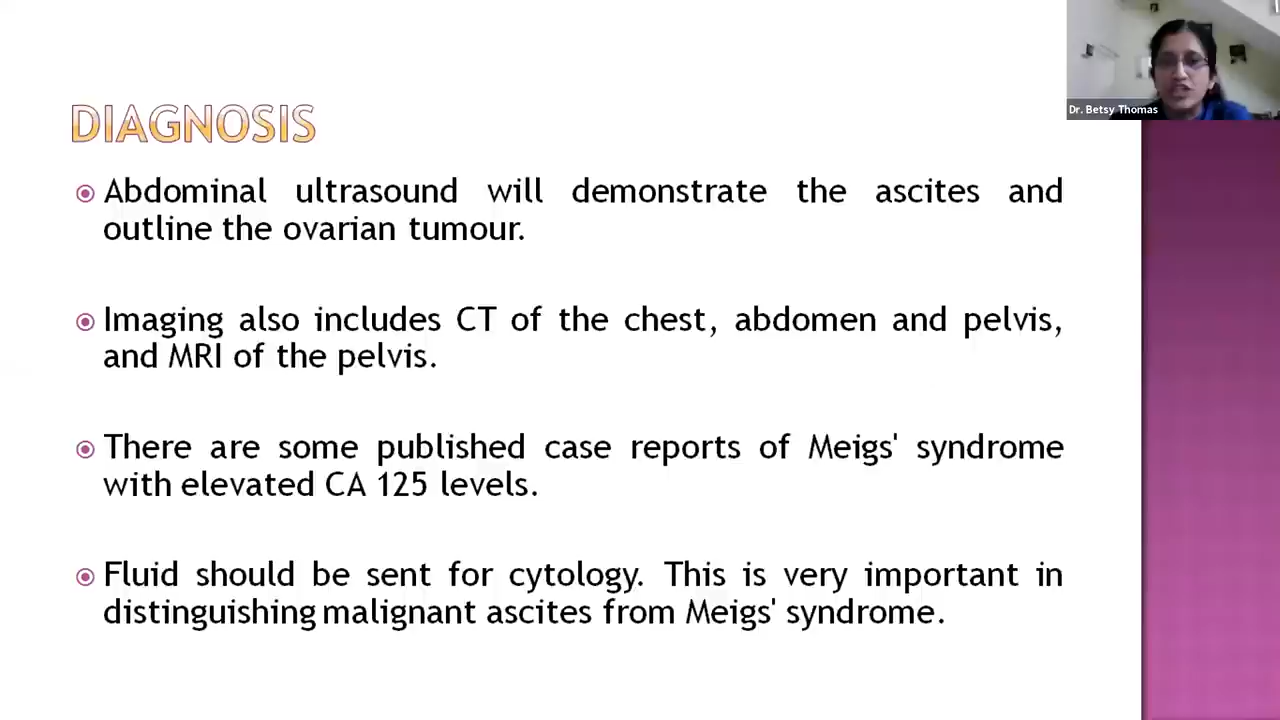 Dr. Betsy Thomas
DIAGNOSIS
Abdominal ultrasound will demonstrate the ascites and
outline the ovarian tumour.
Imaging also includes CT of the chest, abdomen and pelvis,
and MRI of the pelvis.
There are some published case reports of Meigs' syndrome
with elevated CA 125 levels.
Fluid should be sent for cytology. This is very important in
distinguishing malignant ascites from Meigs' syndrome.